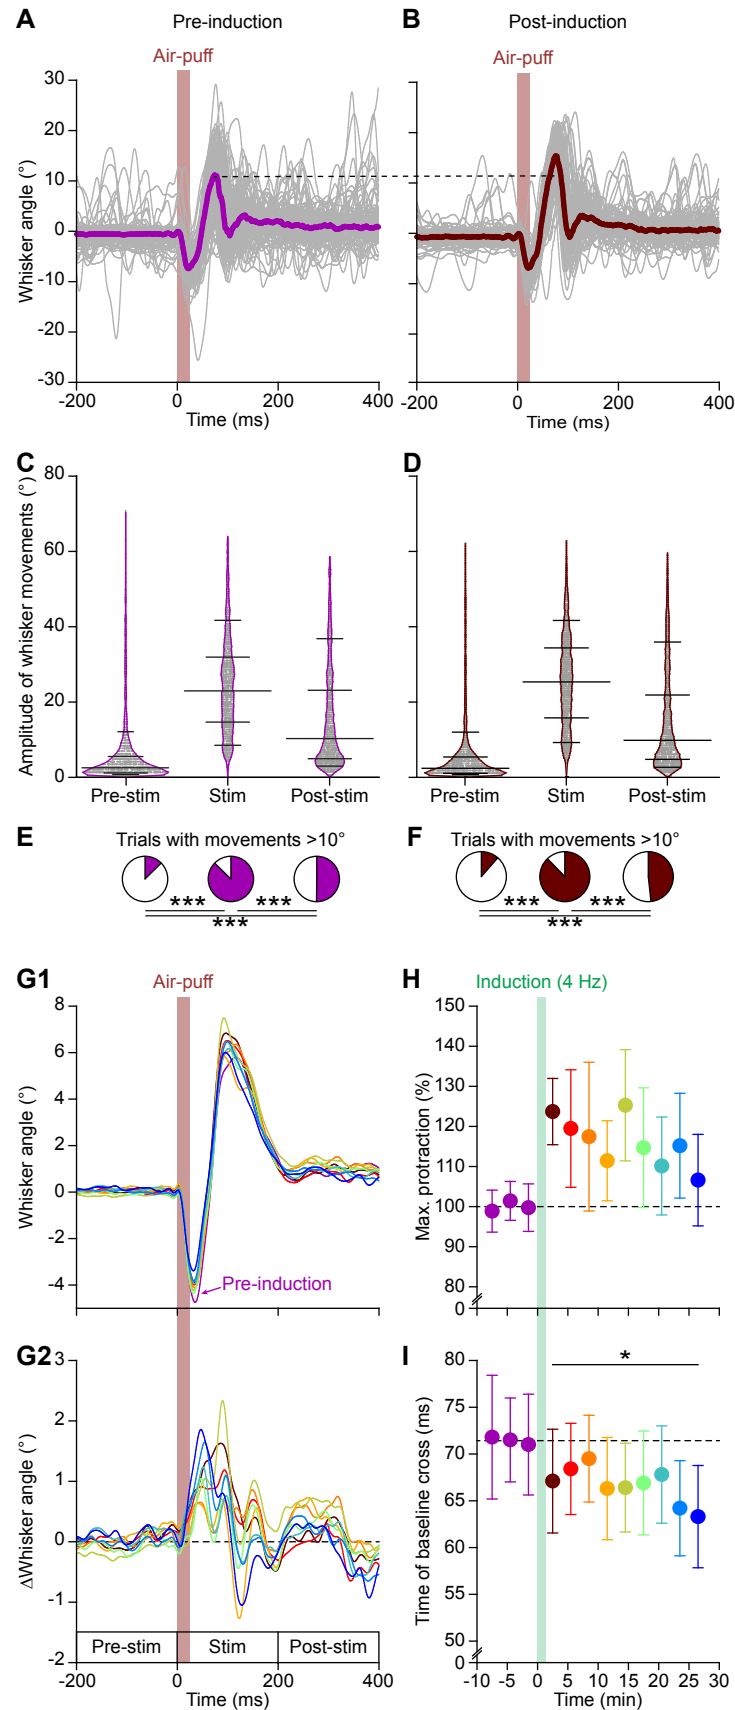 A Pre-induction B Post-induction
Air-puff Air-puff
Whisker angle (°)
30
20
10
0
-10
-20
-30
-200 0 200 400
Time (ms)
-200 0 200 400
Time (ms)
C D
Amplitude of whisker movements (°)
80
60
40
20
0
Pre-stim Stim Post-stim
Pre-stim Stim Post-stim
E Trials with movements >10°
*** ***
***
F Trials with movements >10°
*** ***
***
G1 Air-puff
Whisker angle (°)
8
6
4
2
0
-2
-4
Pre-induction
H Induction (4 Hz)
Max. protraction (%)
150
140
130
120
110
100
90
80
0
G2
ΔWhisker angle (°)
3
2
1
0
-1
-2
Pre-stim Stim Post-stim
-200 0 200 400
Time (ms)
I *
Time of baseline cross (ms)
80
75
70
65
60
55
50
0
-10 -5 0 5 10 15 20 25 30
Time (min)